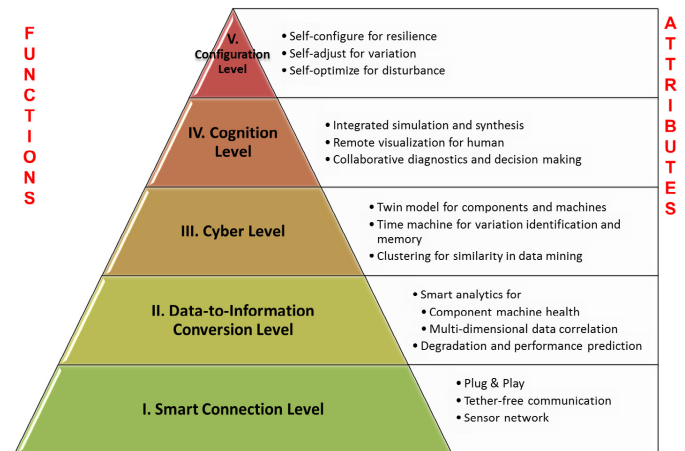 FUNCTIONS
ATTRIBUTES
V.
Configuration
Level
• Self-configure for resilience
• Self-adjust for variation
• Self-optimize for disturbance
IV. Cognition
Level
• Integrated simulation and synthesis
• Remote visualization for human
• Collaborative diagnostics and decision making
III. Cyber Level
• Twin model for components and machines
• Time machine for variation identification and
memory
• Clustering for similarity in data mining
II. Data-to-Information
Conversion Level
• Smart analytics for
• Component machine health
• Multi-dimensional data correlation
• Degradation and performance prediction
I. Smart Connection Level
• Plug & Play
• Tether-free communication
• Sensor network